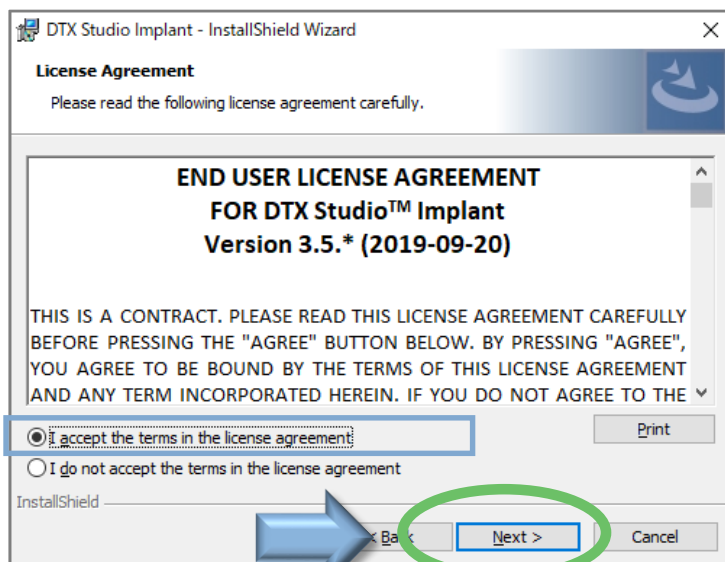 DTX Studio Implant - InstallShield Wizard
License Agreement
Please read the following license agreement carefully.
END USER LICENSE AGREEMENT
FOR DTX Studio™ Implant
Version 3.5.* (2019-09-20)
THIS IS A CONTRACT. PLEASE READ THIS LICENSE AGREEMENT CAREFULLY
BEFORE PRESSING THE "AGREE" BUTTON BELOW. BY PRESSING "AGREE",
YOU AGREE TO BE BOUND BY THE TERMS OF THIS LICENSE AGREEMENT
AND ANY TERM INCORPORATED HEREIN. IF YOU DO NOT AGREE TO THE
I accept the terms in the license agreement
Print
I do not accept the terms in the license agreement
InstallShield
< Back
Next >
Cancel